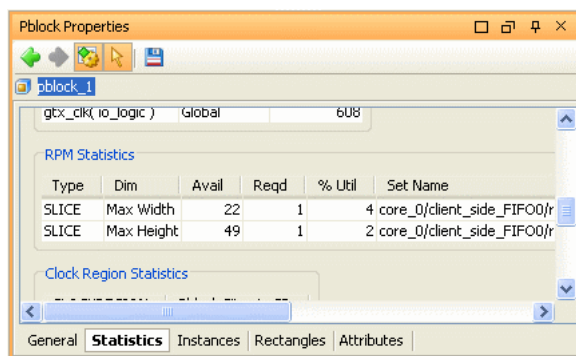 Pblock Properties
pblock_1
gtx_clk( io_logic ) Global 608
RPM Statistics
Type Dim Avail Reqd % Util Set Name
SLICE Max Width 22 1 4 core_0/client_side_FIFO0/r
SLICE Max Height 49 1 2 core_0/client_side_FIFO0/r
Clock Region Statistics
General Statistics Instances Rectangles Attributes